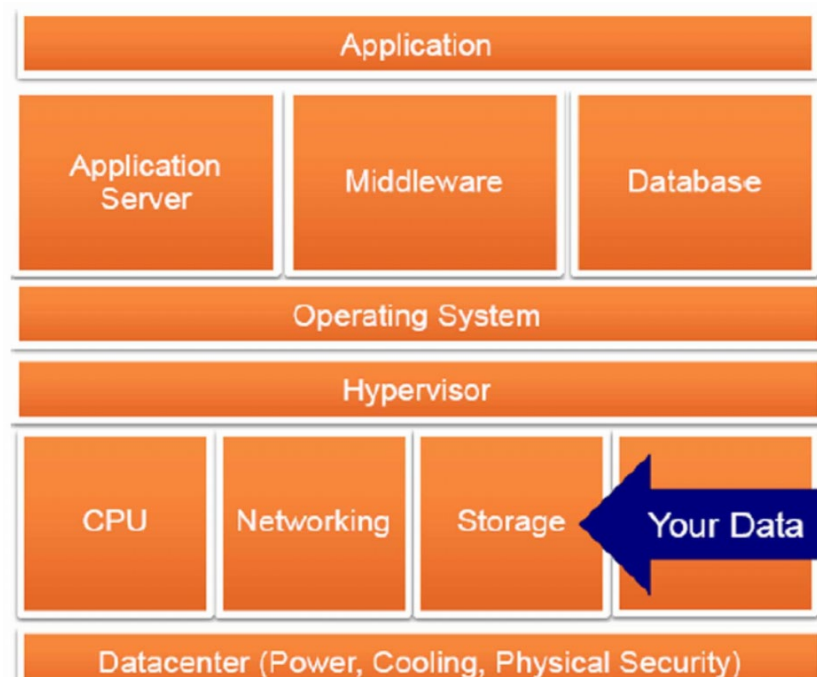 Application
Application
Server
Middleware
Database
Operating System
Hypervisor
CPU
Networking
Storage
Your Data
Datacenter (Power, Cooling, Physical Security)